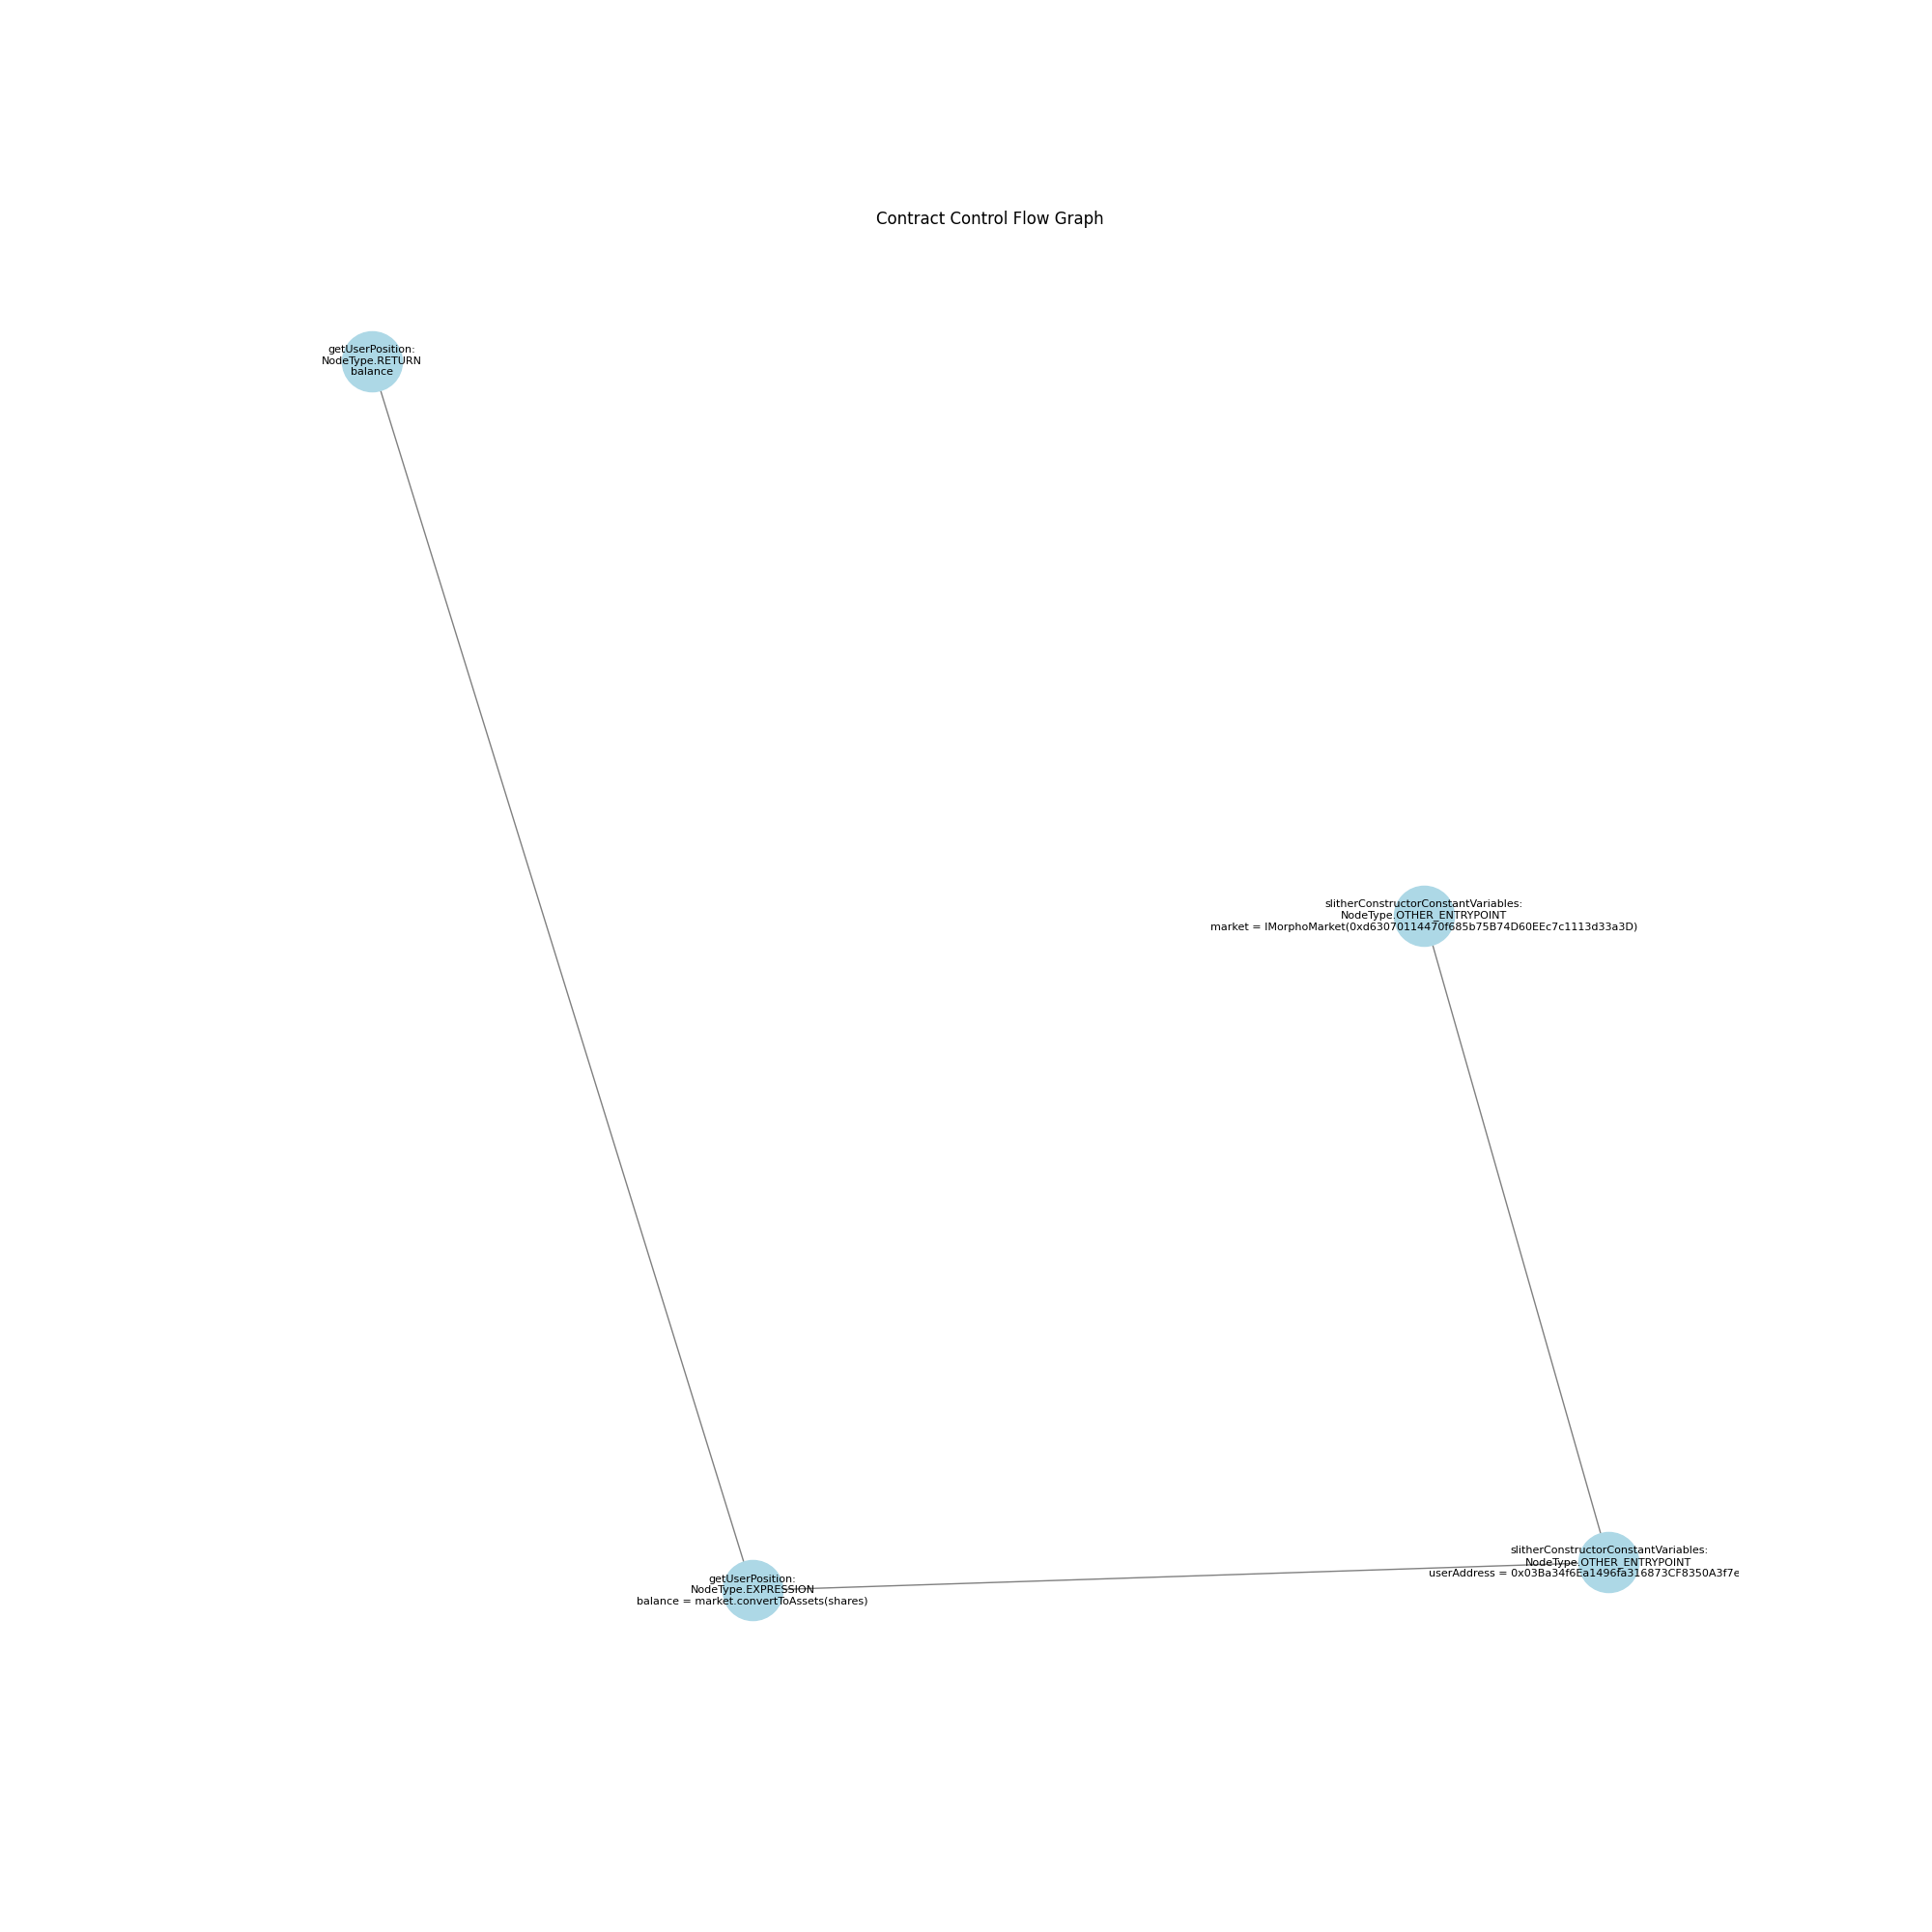 Contract Control Flow Graph
getUserPosition:
NodeType.RETURN
balance
slitherConstructorConstantVariables:
NodeType.OTHER_ENTRYPOINT
market = IMorphoMarket(0xd63070114470f685b75B74D60EEc7c1113d33a3D)
slitherConstructorConstantVariables:
NodeType.OTHER_ENTRYPOINT
userAddress = 0x03Ba34f6Ea1496fa316873CF8350A3f7e
getUserPosition:
NodeType.EXPRESSION
balance = market.convertToAssets(shares)